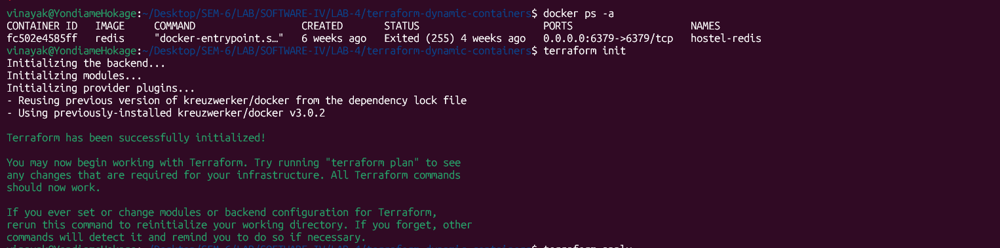 vinayak@YondiameHokage:~/Desktop/SEM-6/LAB/SOFTWARE-IV/LAB-4/terraform-dynamic-containers$ docker ps -a
CONTAINER ID   IMAGE     COMMAND                  CREATED       STATUS                     PORTS                    NAMES
fc502e4585ff   redis     "docker-entrypoint.s…"   6 weeks ago   Exited (255) 4 weeks ago   0.0.0.0:6379->6379/tcp   hostel-redis
vinayak@YondiameHokage:~/Desktop/SEM-6/LAB/SOFTWARE-IV/LAB-4/terraform-dynamic-containers$ terraform init
Initializing the backend...
Initializing modules...
Initializing provider plugins...
- Reusing previous version of kreuzwerker/docker from the dependency lock file
- Using previously-installed kreuzwerker/docker v3.0.2
Terraform has been successfully initialized!
You may now begin working with Terraform. Try running "terraform plan" to see
any changes that are required for your infrastructure. All Terraform commands
should now work.
If you ever set or change modules or backend configuration for Terraform,
rerun this command to reinitialize your working directory. If you forget, other
commands will detect it and remind you to do so if necessary.
vinayak@YondiameHokage:~/Desktop/SEM-6/LAB/SOFTWARE-IV/LAB-4/terraform-dynamic-containers$ terraform apply